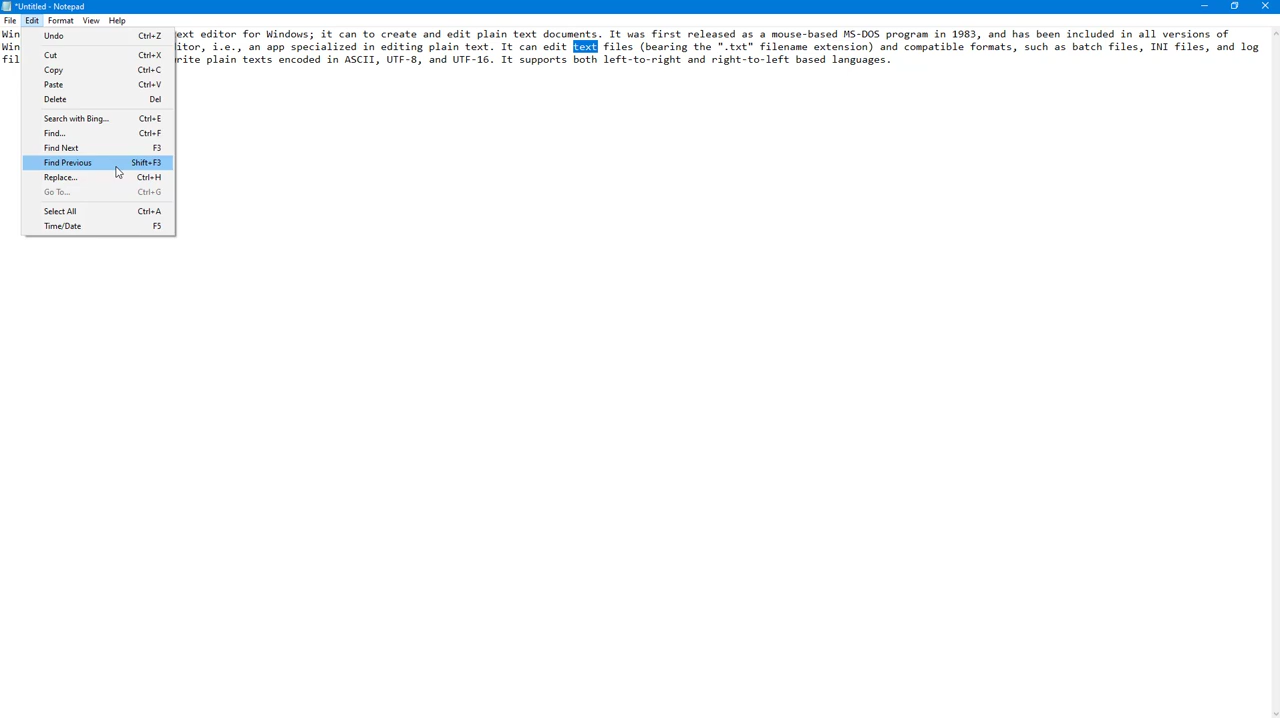 *Untitled - Notepad
File Edit Format View Help
Win ext editor for Windows; it can to create and edit plain text documents. It was first released as a mouse-based MS-DOS program in 1983, and has been included in all versions of
Win itor, i.e., an app specialized in editing plain text. It can edit text files (bearing the ".txt" filename extension) and compatible formats, such as batch files, INI files, and log
fil rite plain texts encoded in ASCII, UTF-8, and UTF-16. It supports both left-to-right and right-to-left based languages.
Undo Ctrl+Z
Cut Ctrl+X
Copy Ctrl+C
Paste Ctrl+V
Delete Del
Search with Bing... Ctrl+E
Find... Ctrl+F
Find Next F3
Find Previous Shift+F3
Replace... Ctrl+H
Go To... Ctrl+G
Select All Ctrl+A
Time/Date F5